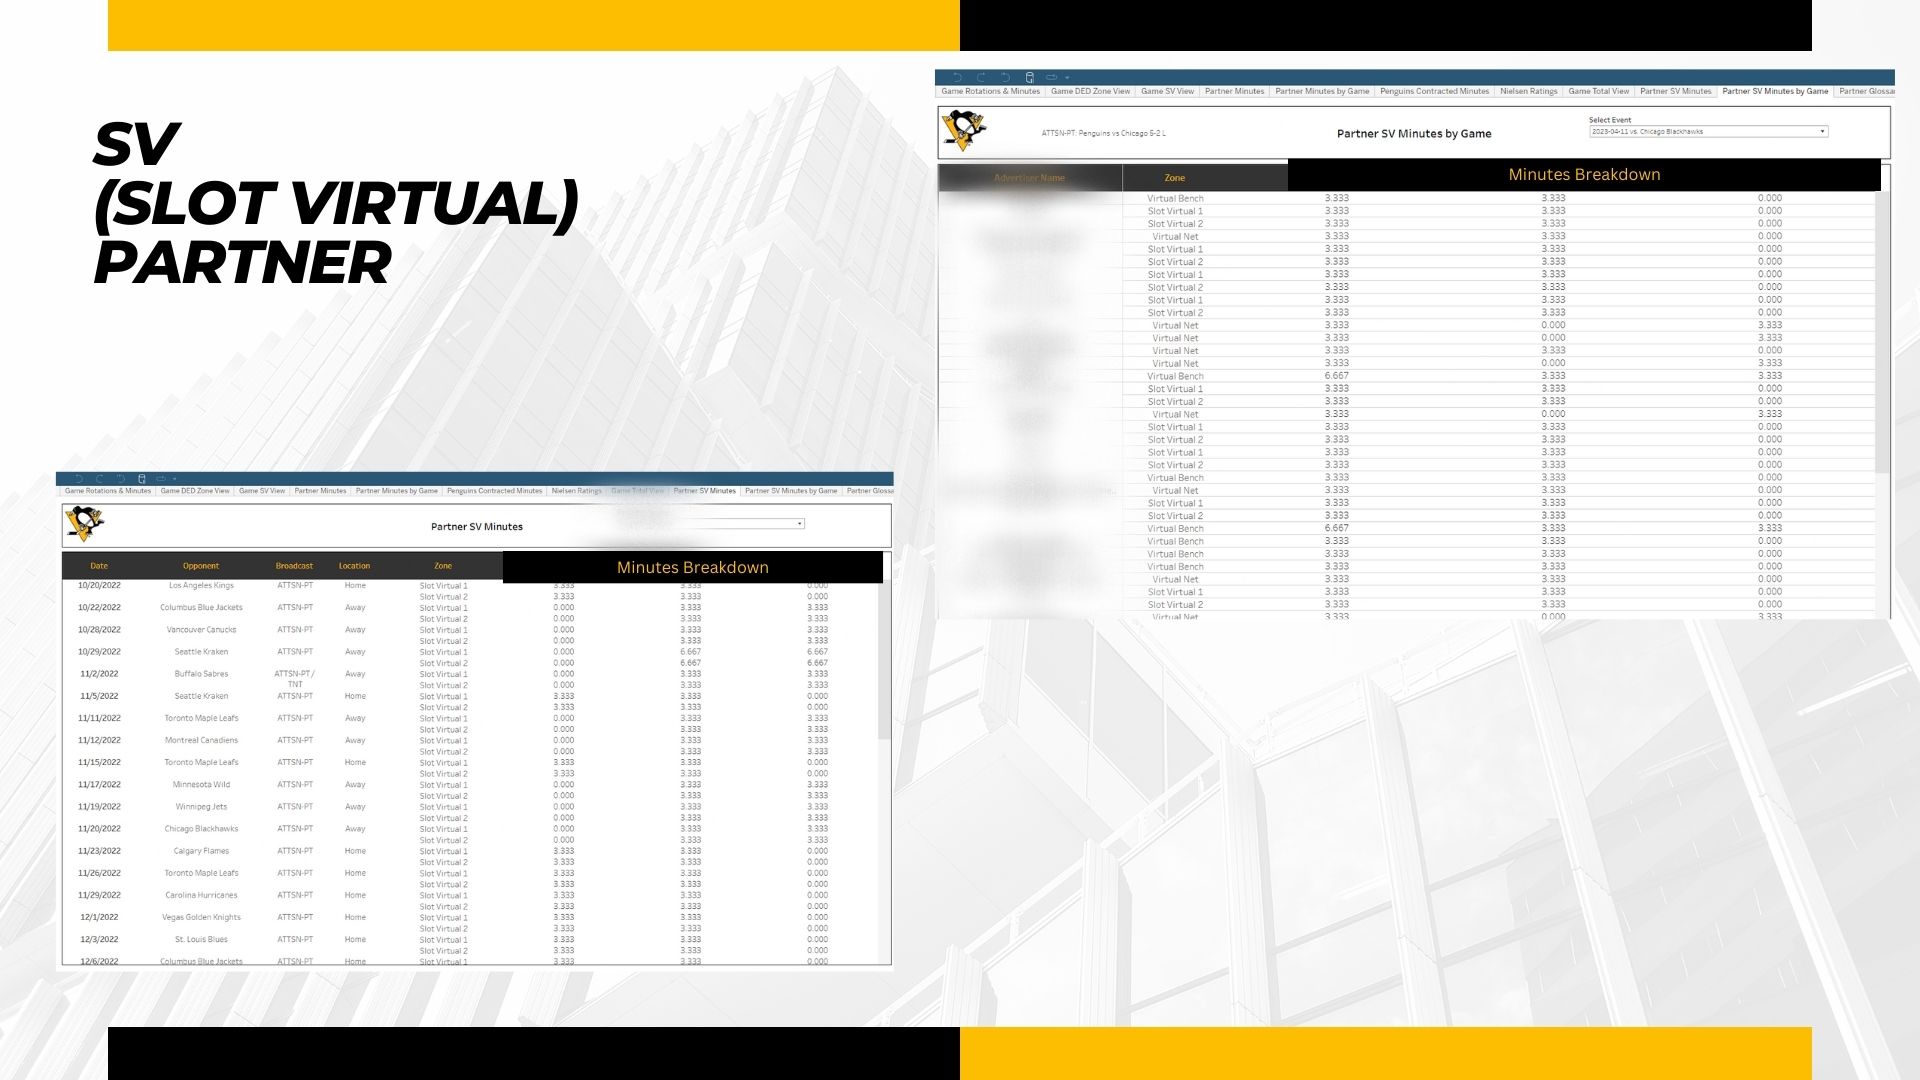 SV
(SLOT VIRTUAL)
PARTNER
Game Rotations & Minutes Game DED Zone View Game SV View Partner Minutes Partner Minutes by Game Penguins Contracted Minutes Nielsen Ratings Game Total View Partner SV Minutes Partner SV Minutes by Game Partner Glossar
ATTSN-PT: Penguins vs Chicago 5-2 L
Partner SV Minutes by Game
Select Event
2023-04-11 vs. Chicago Blackhawks
Advertiser Name Zone Minutes Breakdown
Virtual Bench 3.333 3.333 0.000
Slot Virtual 1 3.333 3.333 0.000
Slot Virtual 2 3.333 3.333 0.000
Virtual Net 3.333 3.333 0.000
Slot Virtual 1 3.333 3.333 0.000
Slot Virtual 2 3.333 3.333 0.000
Slot Virtual 1 3.333 3.333 0.000
Slot Virtual 2 3.333 3.333 0.000
Slot Virtual 1 3.333 3.333 0.000
Slot Virtual 2 3.333 3.333 0.000
Virtual Net 3.333 0.000 3.333
Virtual Net 3.333 3.333 0.000
Virtual Net 3.333 0.000 3.333
Virtual Bench 6.667 3.333 3.333
Slot Virtual 1 3.333 3.333 0.000
Slot Virtual 2 3.333 3.333 0.000
Virtual Net 3.333 0.000 3.333
Slot Virtual 1 3.333 3.333 0.000
Slot Virtual 2 3.333 3.333 0.000
Slot Virtual 1 3.333 3.333 0.000
Slot Virtual 2 3.333 3.333 0.000
Virtual Bench 3.333 3.333 0.000
Virtual Net 3.333 3.333 0.000
Slot Virtual 1 3.333 3.333 0.000
Slot Virtual 2 3.333 3.333 0.000
Virtual Bench 6.667 3.333 3.333
Virtual Bench 3.333 3.333 0.000
Virtual Bench 3.333 3.333 0.000
Virtual Bench 3.333 3.333 0.000
Virtual Net 3.333 3.333 0.000
Slot Virtual 1 3.333 3.333 0.000
Slot Virtual 2 3.333 3.333 0.000
Virtual Net 3.333 0.000 3.333
Game Rotations & Minutes Game DED Zone View Game SV View Partner Minutes Partner Minutes by Game Penguins Contracted Minutes Nielsen Ratings Game Total View Partner SV Minutes Partner SV Minutes by Game Partner Glossa
Partner SV Minutes
Date Opponent Broadcast Location Zone Minutes Breakdown
10/20/2022 Los Angeles Kings ATTSN-PT Home Slot Virtual 1 3.333 3.333 0.000
Slot Virtual 2 3.333 3.333 0.000
10/22/2022 Columbus Blue Jackets ATTSN-PT Away Slot Virtual 1 0.000 3.333 3.333
Slot Virtual 2 0.000 3.333 3.333
10/28/2022 Vancouver Canucks ATTSN-PT Away Slot Virtual 1 0.000 3.333 3.333
Slot Virtual 2 0.000 3.333 3.333
10/29/2022 Seattle Kraken ATTSN-PT Away Slot Virtual 1 0.000 6.667 6.667
Slot Virtual 2 0.000 6.667 6.667
11/2/2022 Buffalo Sabres ATTSN-PT / Away Slot Virtual 1 0.000 3.333 3.333
TNT Slot Virtual 2 0.000 3.333 3.333
11/5/2022 Seattle Kraken ATTSN-PT Home Slot Virtual 1 3.333 3.333 0.000
Slot Virtual 2 3.333 3.333 0.000
11/11/2022 Toronto Maple Leafs ATTSN-PT Away Slot Virtual 1 0.000 3.333 3.333
Slot Virtual 2 0.000 3.333 3.333
11/12/2022 Montreal Canadiens ATTSN-PT Away Slot Virtual 1 0.000 3.333 3.333
Slot Virtual 2 0.000 3.333 3.333
11/15/2022 Toronto Maple Leafs ATTSN-PT Home Slot Virtual 1 3.333 3.333 0.000
Slot Virtual 2 3.333 3.333 0.000
11/17/2022 Minnesota Wild ATTSN-PT Away Slot Virtual 1 0.000 3.333 3.333
Slot Virtual 2 0.000 3.333 3.333
11/19/2022 Winnipeg Jets ATTSN-PT Away Slot Virtual 1 0.000 3.333 3.333
Slot Virtual 2 0.000 3.333 3.333
11/20/2022 Chicago Blackhawks ATTSN-PT Away Slot Virtual 1 0.000 3.333 3.333
Slot Virtual 2 0.000 3.333 3.333
11/23/2022 Calgary Flames ATTSN-PT Home Slot Virtual 1 3.333 3.333 0.000
Slot Virtual 2 3.333 3.333 0.000
11/26/2022 Toronto Maple Leafs ATTSN-PT Home Slot Virtual 1 3.333 3.333 0.000
Slot Virtual 2 3.333 3.333 0.000
11/29/2022 Carolina Hurricanes ATTSN-PT Home Slot Virtual 1 3.333 3.333 0.000
Slot Virtual 2 3.333 3.333 0.000
12/1/2022 Vegas Golden Knights ATTSN-PT Home Slot Virtual 1 3.333 3.333 0.000
Slot Virtual 2 3.333 3.333 0.000
12/3/2022 St. Louis Blues ATTSN-PT Home Slot Virtual 1 3.333 3.333 0.000
Slot Virtual 2 3.333 3.333 0.000
12/6/2022 Columbus Blue Jackets ATTSN-PT Home Slot Virtual 1 3.333 3.333 0.000